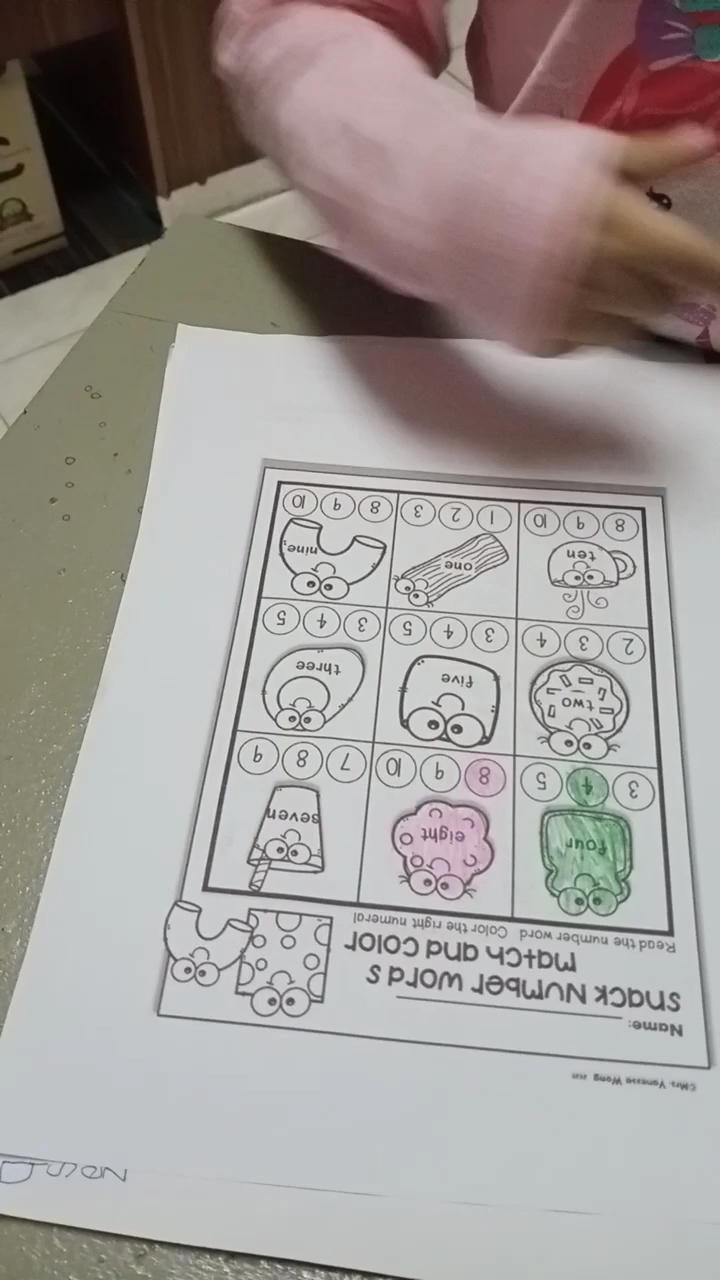 ©Mrs. Vanessa Wong
Name:
Snack Number Words
Match and Color
Read the number word. Color the right numeral
four
3 4 5
eight
8 9 10
seven
7 8 9
two
2 3 4
five
3 4 5
three
3 4 5
ten
8 9 10
one
1 2 3
nine
8 9 10